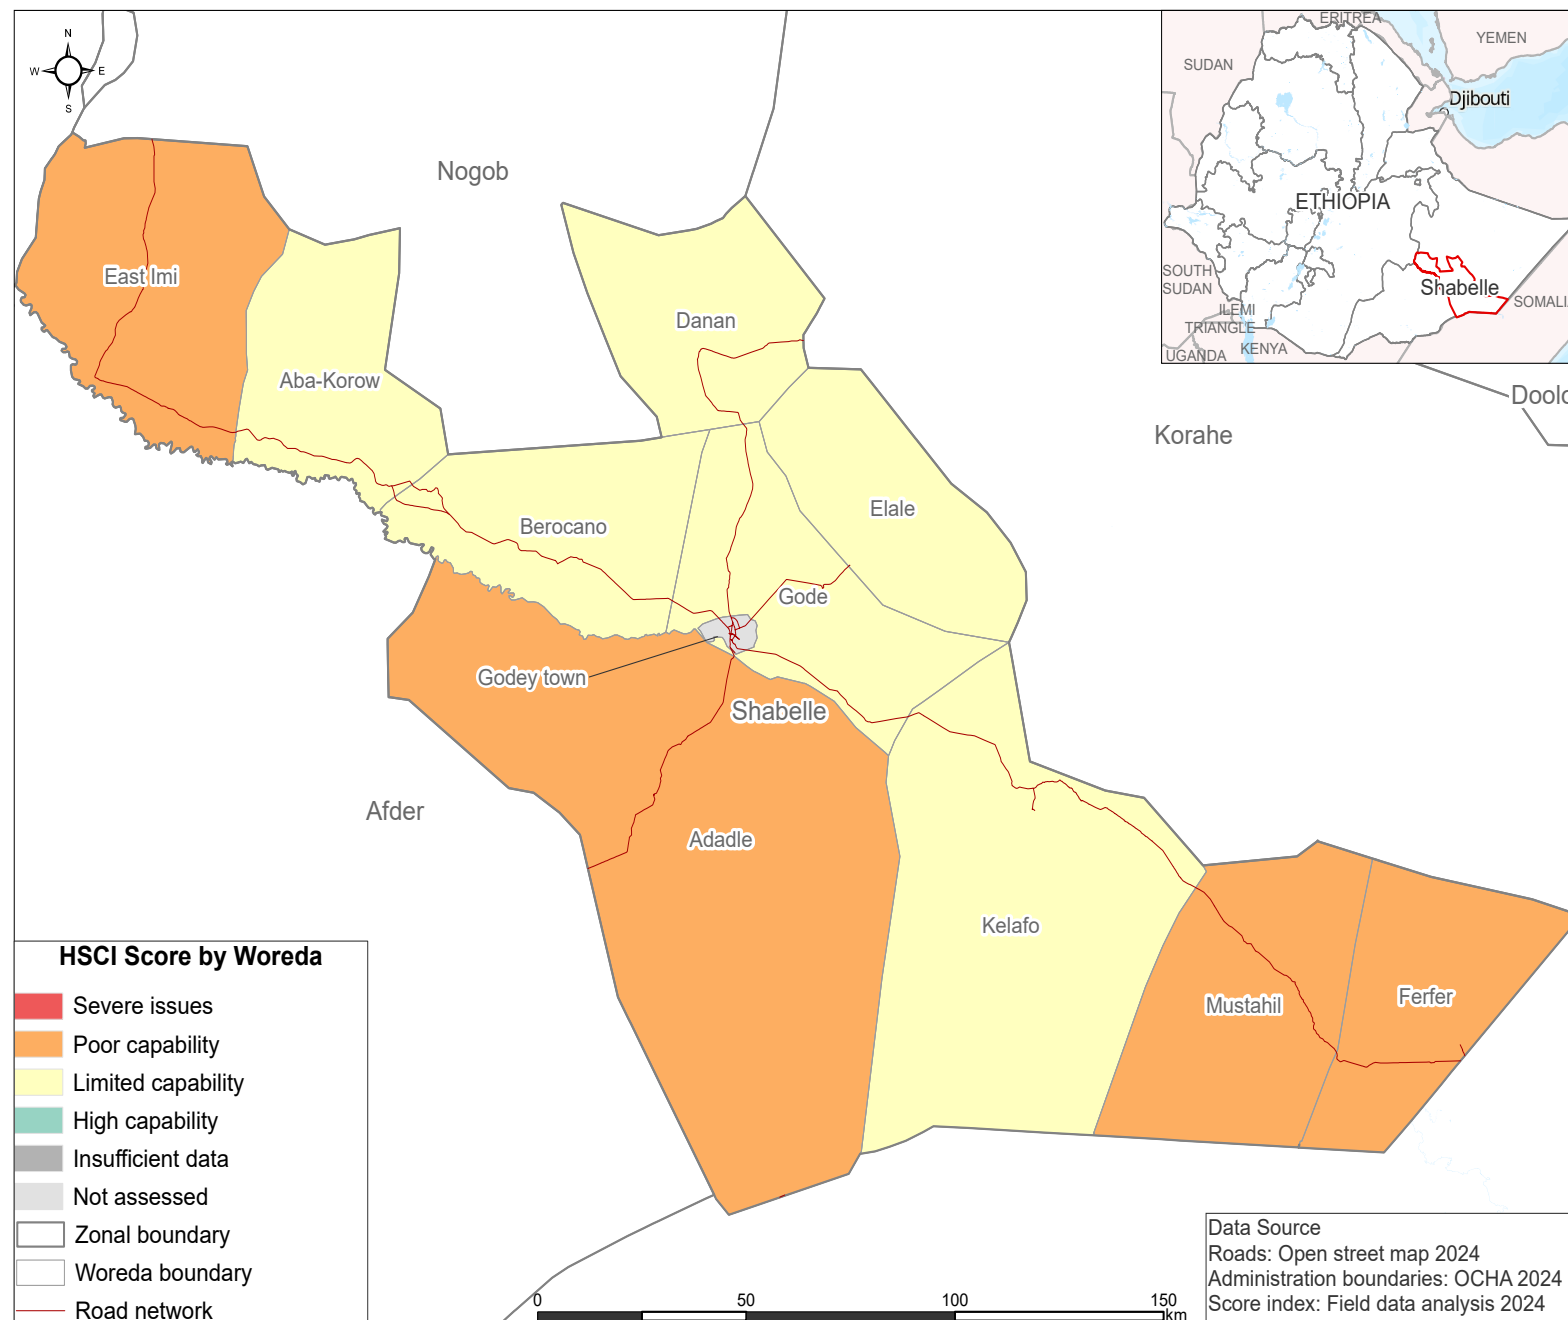 N
W
E
S
Nogob
East Imi
Aba-Korow
Danan
Berocano
Elale
Gode
Godey town
Shabelle
Korahe
Afder
Adadle
Kelafo
Mustahil
Ferfer
ERITREA
YEMEN
SUDAN
Djibouti
ETHIOPIA
SOUTH
SUDAN
Shabelle
ILEMI
TRIANGLE
UGANDA
KENYA
HSCI Score by Woreda
Severe issues
Poor capability
Limited capability
High capability
Insufficient data
Not assessed
Zonal boundary
Woreda boundary
Road network
0
50
100
150
km
Data Source
Roads: Open street map 2024
Administration boundaries: OCHA 2024
Score index: Field data analysis 2024